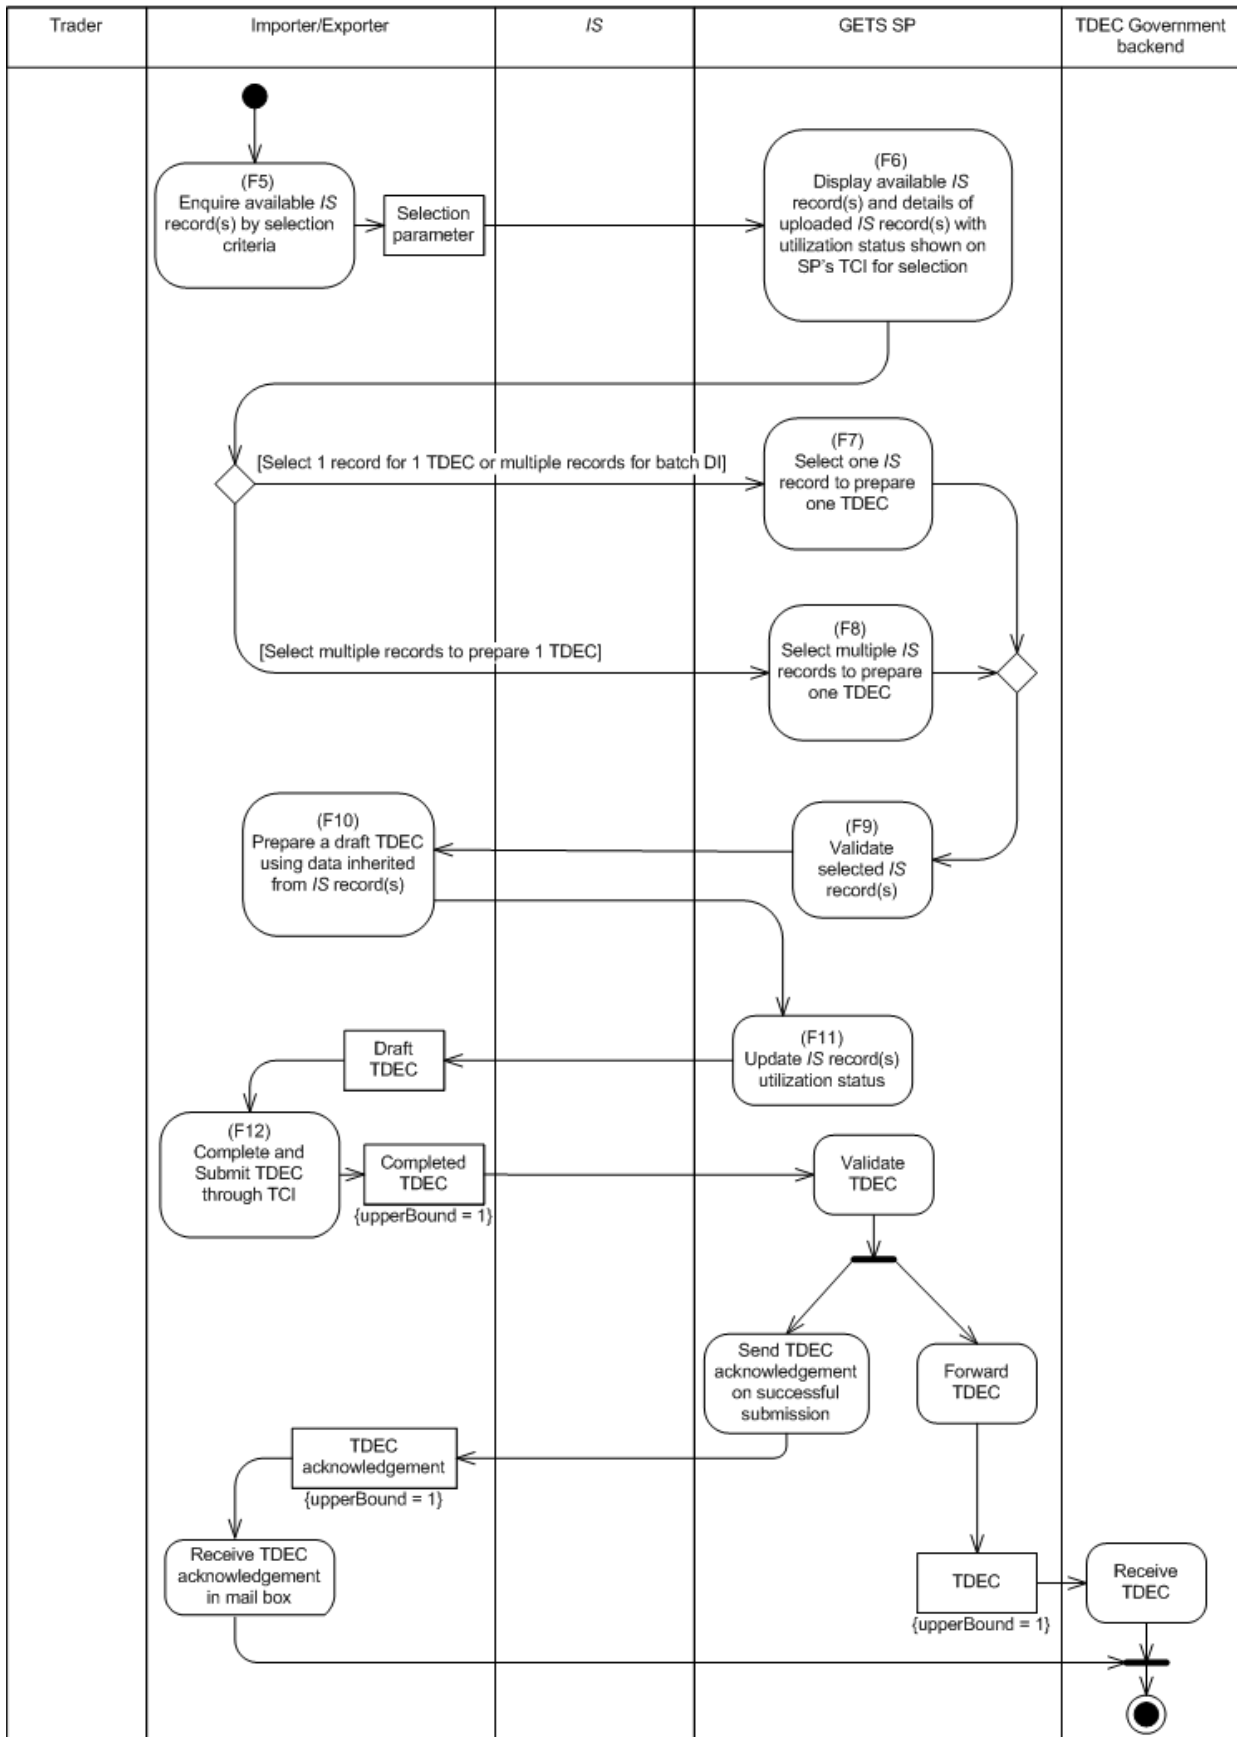 Trader
Importer/Exporter
IS
GETS SP
TDEC Government
backend
(F5)
Enquire available IS
record(s) by selection
criteria
Selection
parameter
(F6)
Display available IS
record(s) and details of
uploaded IS record(s) with
utilization status shown on
SP's TCI for selection
[Select 1 record for 1 TDEC or multiple records for batch DI]
(F7)
Select one IS
record to prepare
one TDEC
[Select multiple records to prepare 1 TDEC]
(F8)
Select multiple IS
records to prepare
one TDEC
(F10)
Prepare a draft TDEC
using data inherited
from IS record(s)
(F9)
Validate
selected IS
record(s)
(F11)
Update IS record(s)
utilization status
Draft
TDEC
(F12)
Complete and
Submit TDEC
through TCI
Completed
TDEC
{upperBound = 1}
Validate
TDEC
Send TDEC
acknowledgement
on successful
submission
Forward
TDEC
TDEC
acknowledgement
{upperBound = 1}
Receive TDEC
acknowledgement
in mail box
TDEC
{upperBound = 1}
Receive
TDEC